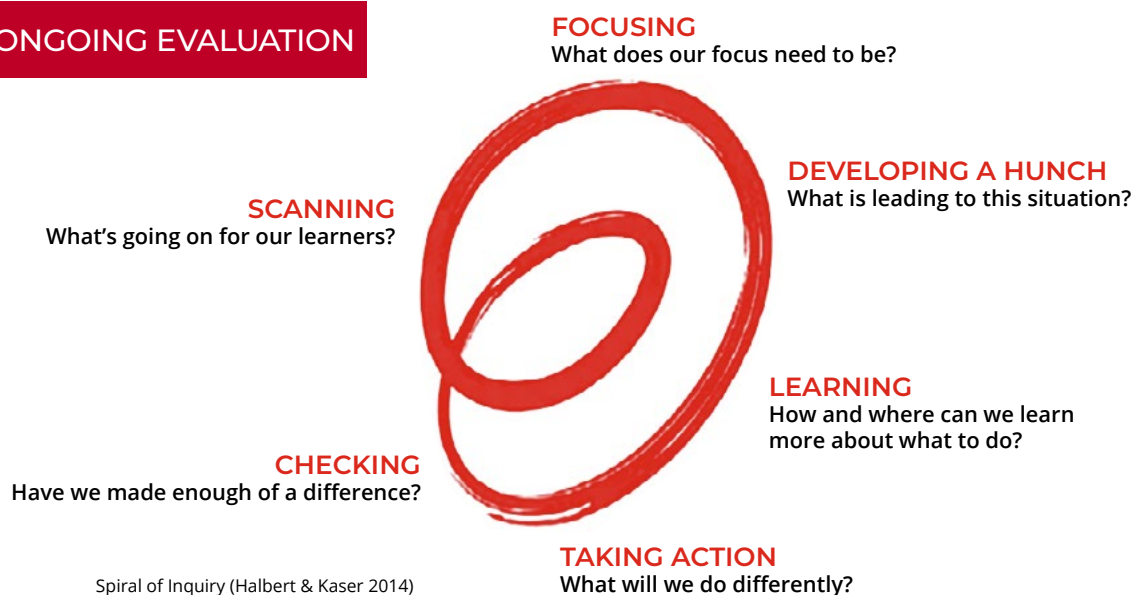 ONGOING EVALUATION
FOCUSING
What does our focus need to be?
DEVELOPING A HUNCH
What is leading to this situation?
SCANNING
What’s going on for our learners?
LEARNING
How and where can we learn
more about what to do?
CHECKING
Have we made enough of a difference?
TAKING ACTION
What will we do differently?
Spiral of Inquiry (Halbert & Kaser 2014)